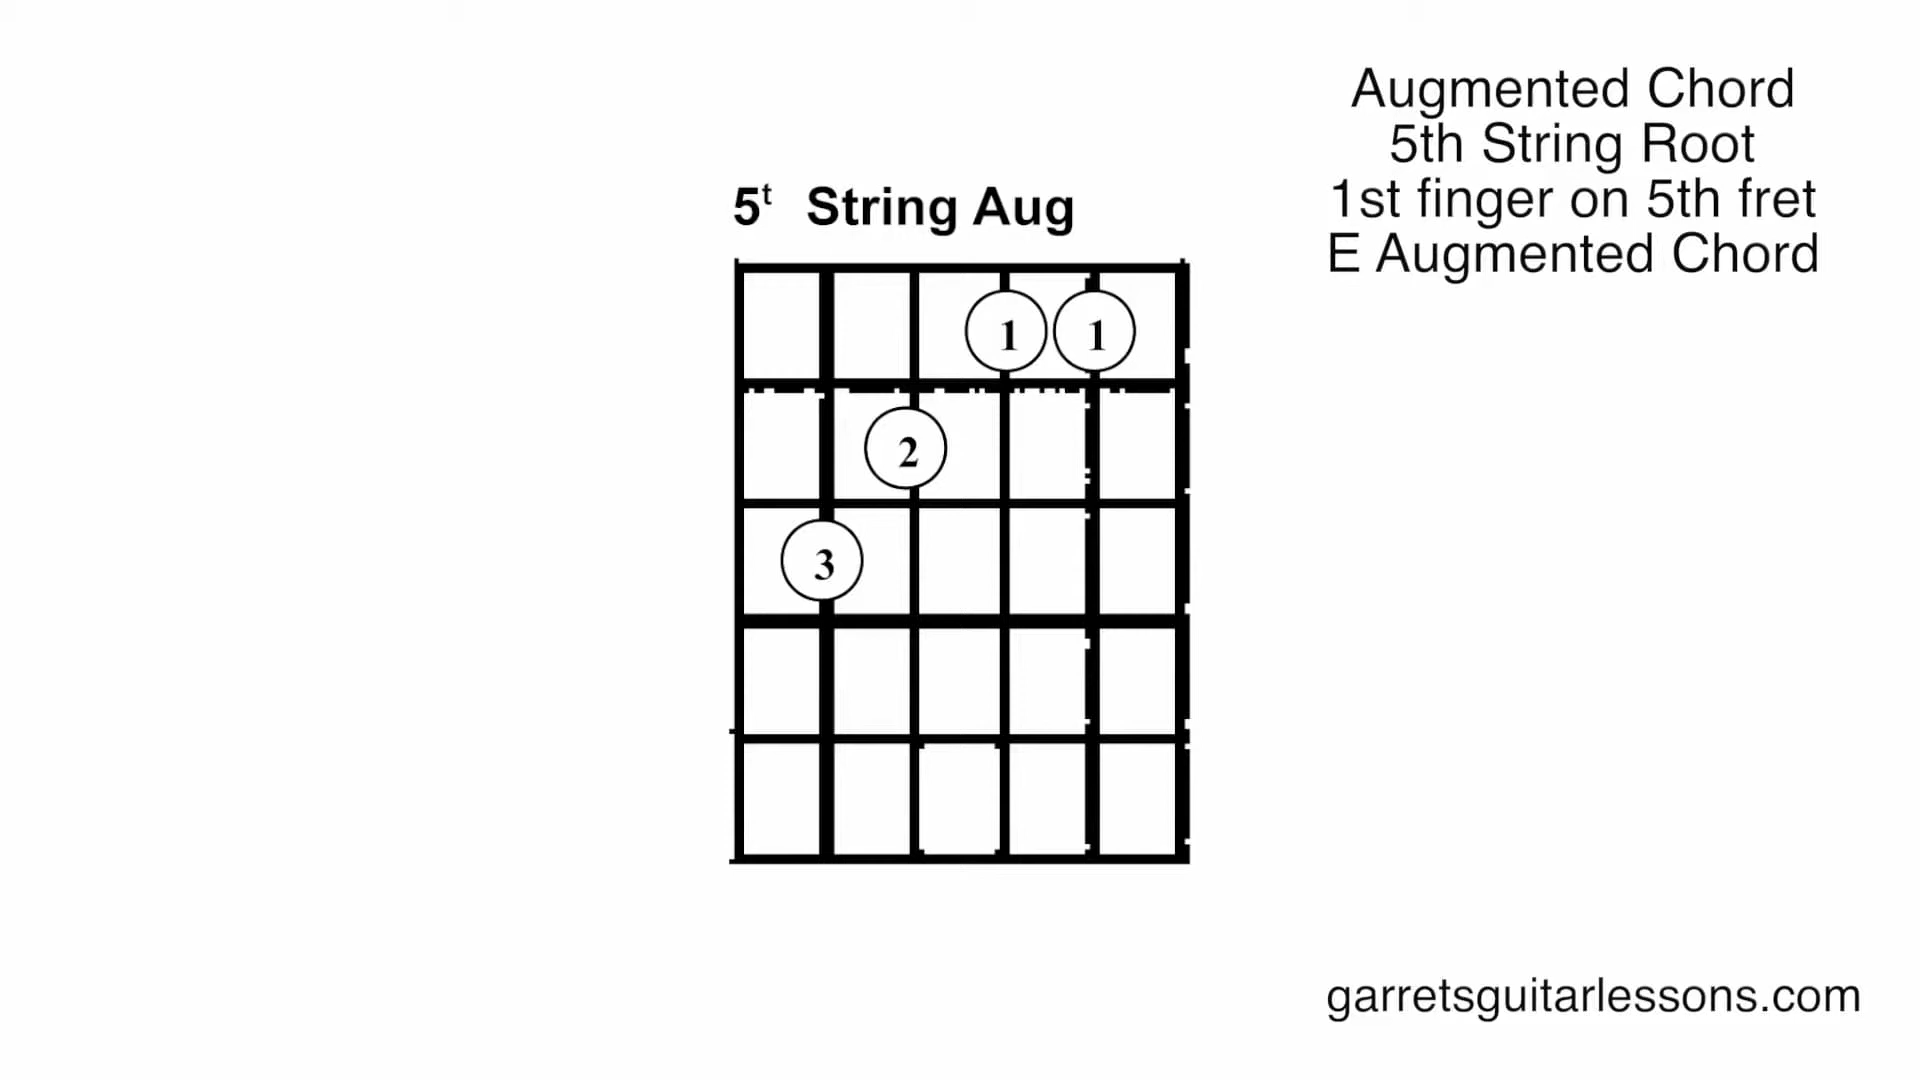 Augmented Chord
5th String Root
1st finger on 5th fret
E Augmented Chord
5t String Aug
1 1
2
3
garretsguitarlessons.com